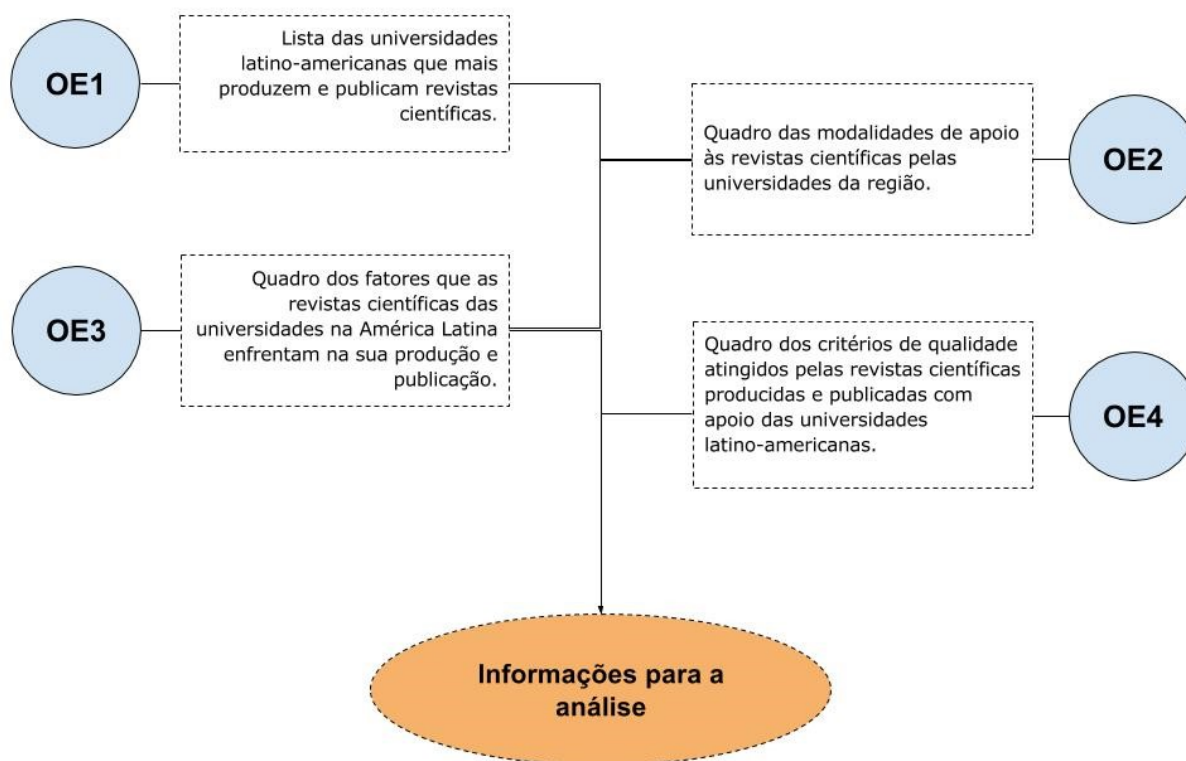 OE1
Lista das universidades
latino-americanas que mais
produzem e publicam revistas
científicas.
Quadro das modalidades de apoio
às revistas científicas pelas
universidades da região.
OE2
OE3
Quadro dos fatores que as
revistas científicas das
universidades na América Latina
enfrentam na sua produção e
publicação.
Quadro dos critérios de qualidade
atingidos pelas revistas científicas
producidas e publicadas com
apoio das universidades
latino-americanas.
OE4
Informações para a
análise